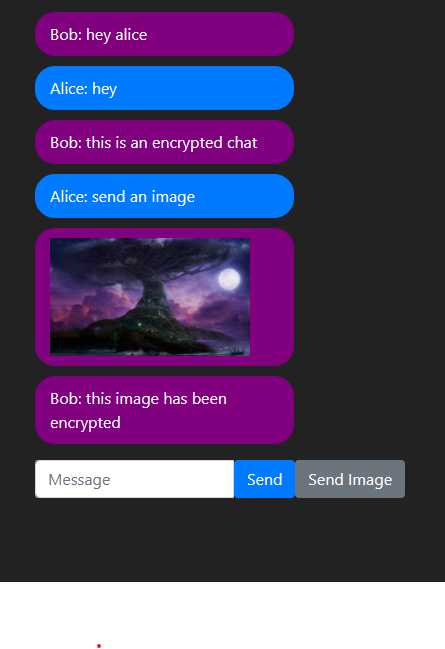 Bob: hey alice
Alice: hey
Bob: this is an encrypted chat
Alice: send an image
Bob: this image has been
encrypted
Message Send Send Image